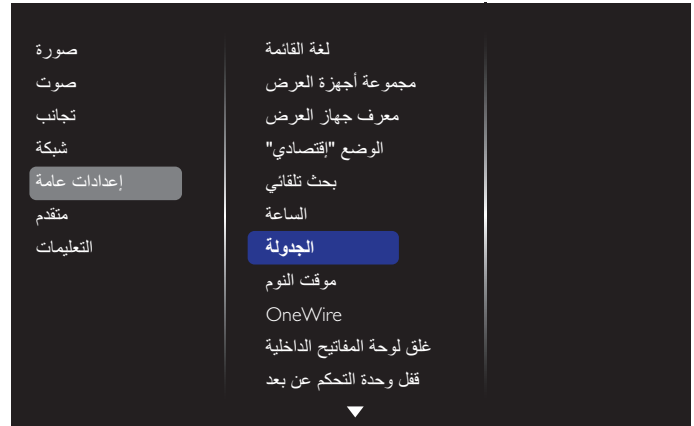 صورة
صوت
تجانب
شبكة
إعدادات عامة
متقدم
التعليمات
لغة القائمة
مجموعة أجهزة العرض
معرف جهاز العرض
الوضع "إقتصادي"
بحث تلقائي
الساعة
الجدولة
موقت النوم
OneWire
غلق لوحة المفاتيح الداخلية
قفل وحدة التحكم عن بعد